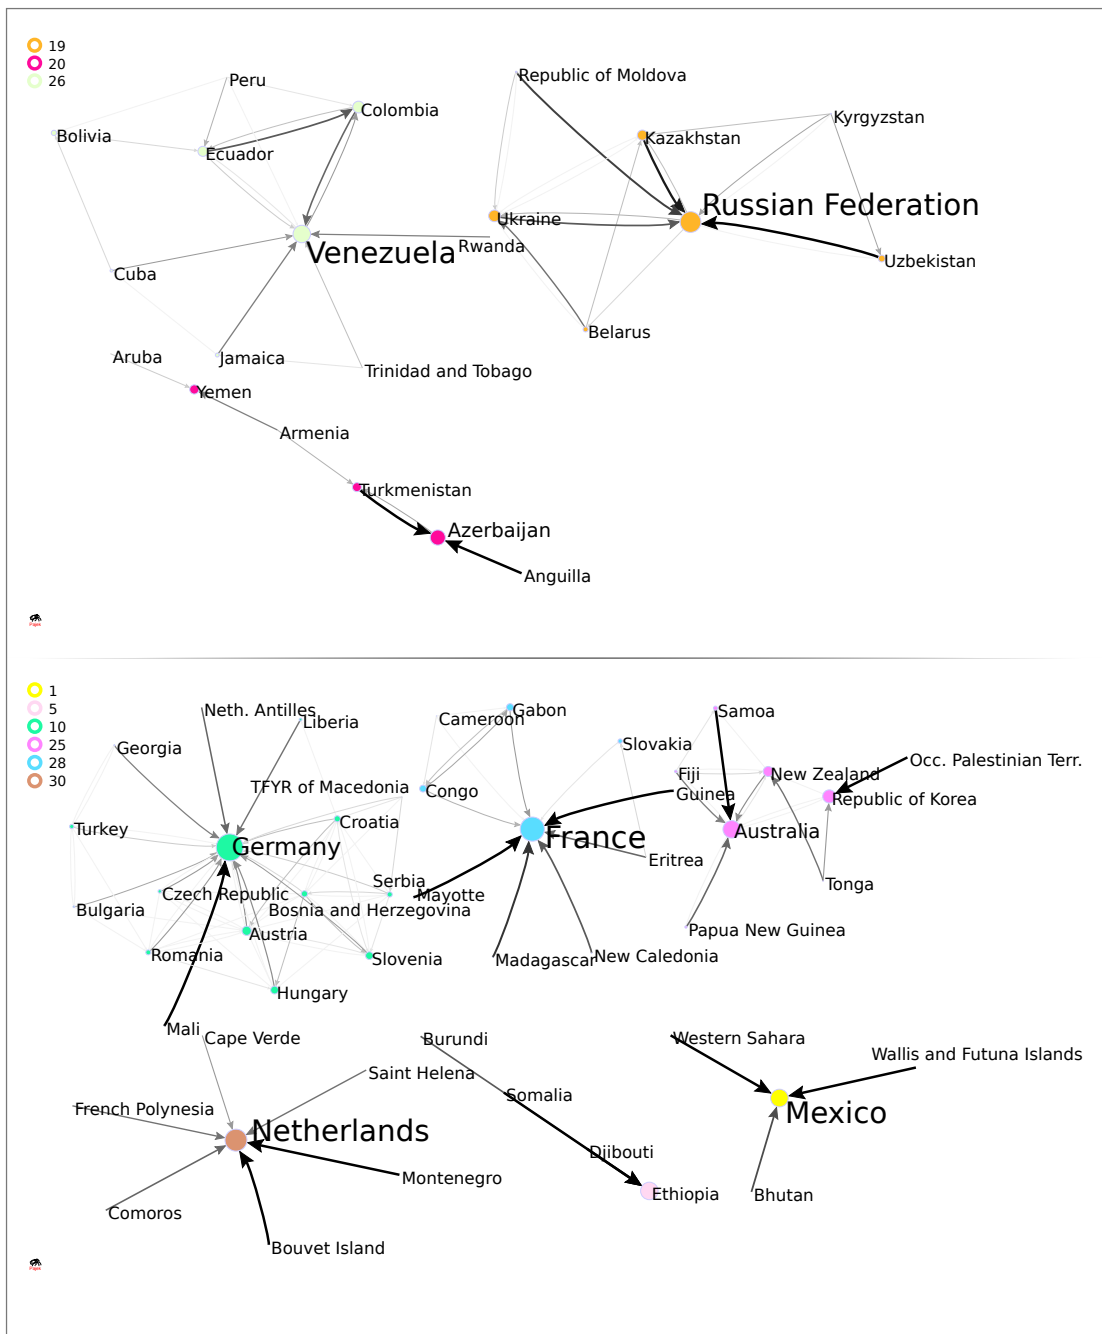 19
20
26
Peru
Colombia
Bolivia
Ecuador
Venezuela
Rwanda
Cuba
Jamaica
Trinidad and Tobago
Republic of Moldova
Kazakhstan
Kyrgyzstan
Russian Federation
Ukraine
Uzbekistan
Belarus
Aruba
Yemen
Armenia
Turkmenistan
Azerbaijan
Anguilla
1
5
10
25
28
30
Neth. Antilles
Liberia
Georgia
TFYR of Macedonia
Turkey
Croatia
Germany
Czech Republic
Serbia
Bulgaria
Bosnia and Herzegovina
Austria
Romania
Slovenia
Hungary
Mali
Cameroon
Gabon
Slovakia
Congo
Guinea
France
Eritrea
Mayotte
Madagascar
New Caledonia
Samoa
Fiji
New Zealand
Occ. Palestinian Terr.
Republic of Korea
Australia
Tonga
Papua New Guinea
Cape Verde
Saint Helena
French Polynesia
Netherlands
Montenegro
Comoros
Bouvet Island
Burundi
Somalia
Djibouti
Ethiopia
Western Sahara
Wallis and Futuna Islands
Mexico
Bhutan